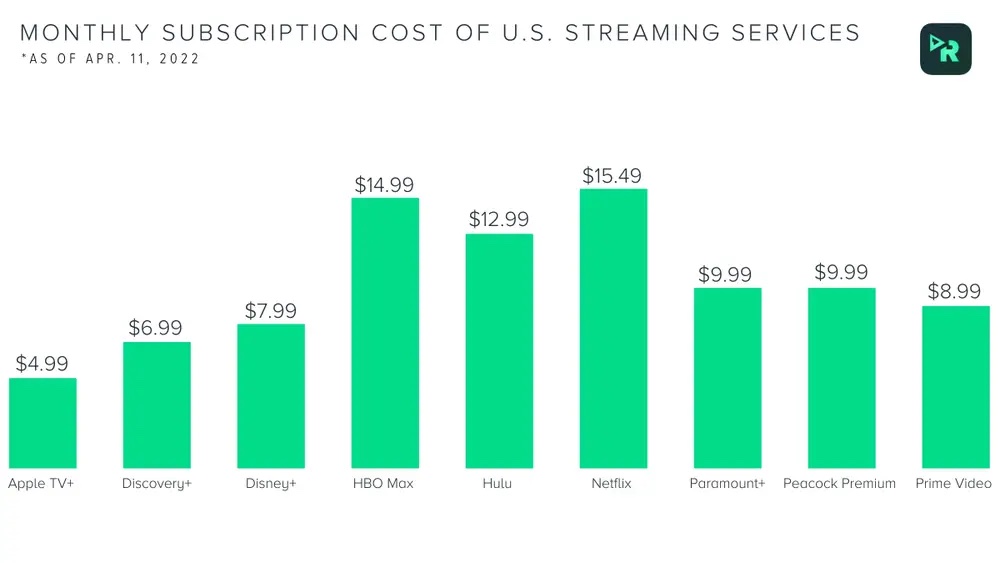 MONTHLY SUBSCRIPTION COST OF U.S. STREAMING SERVICES
*AS OF APR. 11, 2022
R
$4.99
$6.99
$7.99
$14.99
$12.99
$15.49
$9.99
$9.99
$8.99
Apple TV+
Discovery+
Disney+
HBO Max
Hulu
Netflix
Paramount+
Peacock Premium
Prime Video